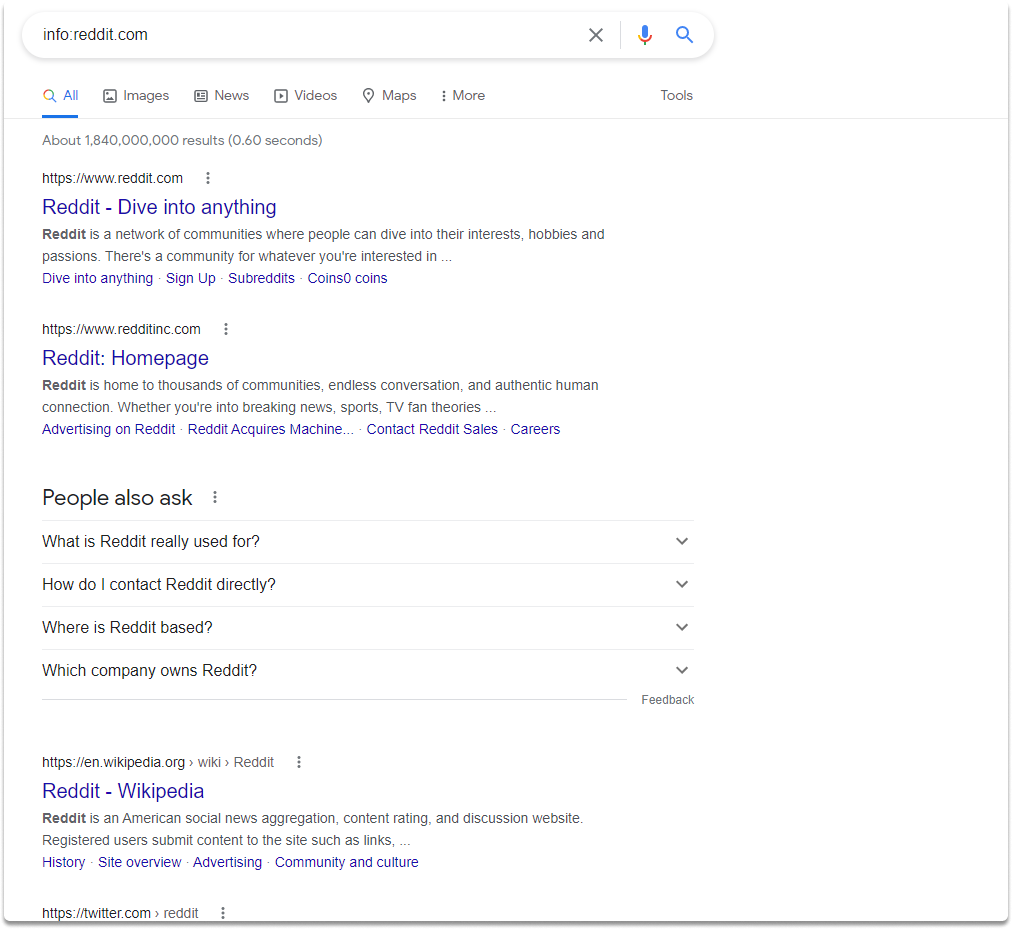 info:reddit.com
All Images News Videos Maps More Tools
About 1,840,000,000 results (0.60 seconds)
https://www.reddit.com
Reddit - Dive into anything
Reddit is a network of communities where people can dive into their interests, hobbies and
passions. There's a community for whatever you're interested in ...
Dive into anything · Sign Up · Subreddits · Coins0 coins
https://www.redditinc.com
Reddit: Homepage
Reddit is home to thousands of communities, endless conversation, and authentic human
connection. Whether you're into breaking news, sports, TV fan theories ...
Advertising on Reddit · Reddit Acquires Machine... · Contact Reddit Sales · Careers
People also ask
What is Reddit really used for?
How do I contact Reddit directly?
Where is Reddit based?
Which company owns Reddit?
Feedback
https://en.wikipedia.org › wiki › Reddit
Reddit - Wikipedia
Reddit is an American social news aggregation, content rating, and discussion website.
Registered users submit content to the site such as links, ...
History · Site overview · Advertising · Community and culture
https://twitter.com › reddit